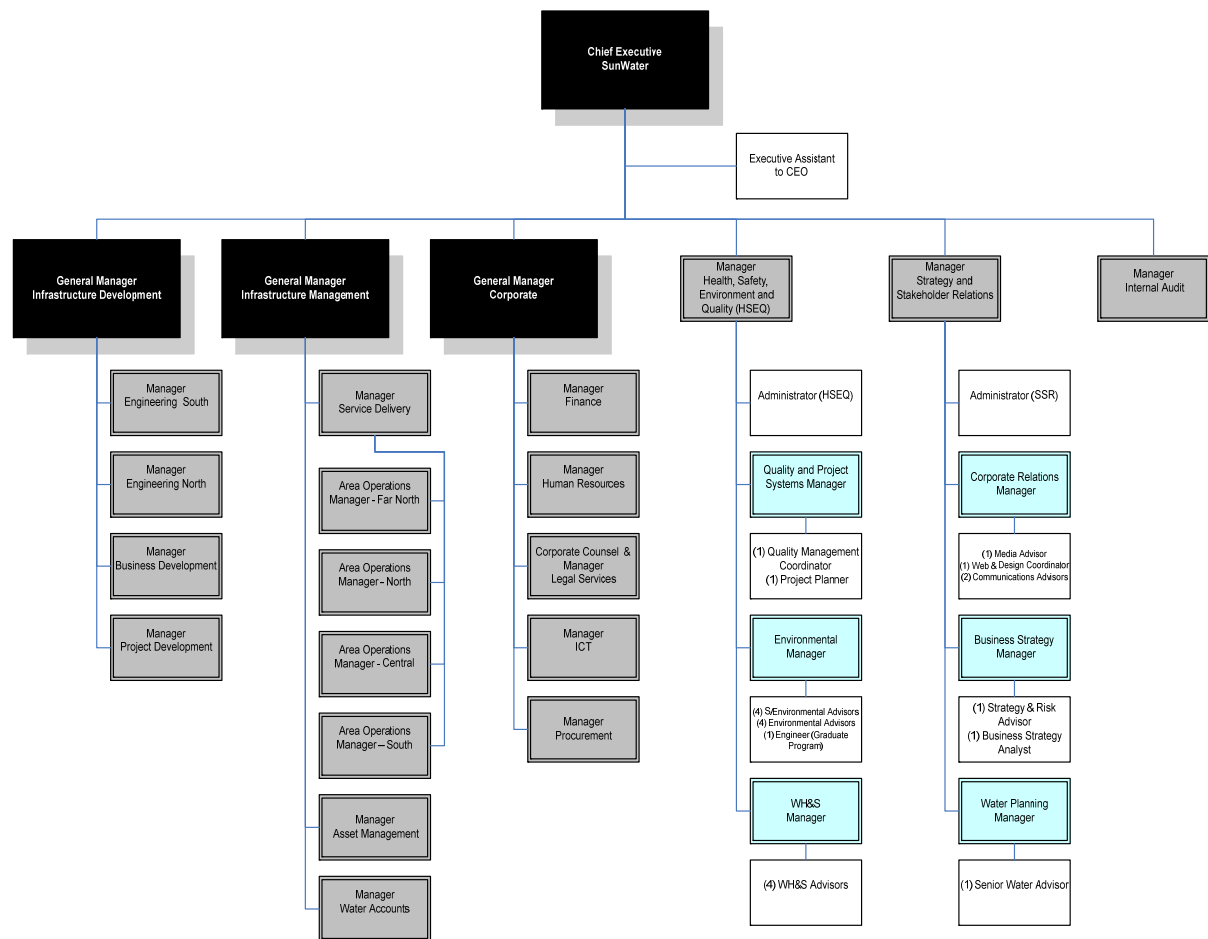 Chief Executive
SunWater
Executive Assistant
to CEO
General Manager
Infrastructure Development
General Manager
Infrastructure Management
General Manager
Corporate
Manager
Health, Safety,
Environment and
Quality (HSEQ)
Manager
Strategy and
Stakeholder Relations
Manager
Internal Audit
Manager
Engineering South
Manager
Engineering North
Manager
Business Development
Manager
Project Development
Manager
Service Delivery
Area Operations
Manager - Far North
Area Operations
Manager – North
Area Operations
Manager - Central
Area Operations
Manager – South
Manager
Asset Management
Manager
Water Accounts
Manager
Finance
Manager
Human Resources
Corporate Counsel &
Manager
Legal Services
Manager
ICT
Manager
Procurement
Administrator (HSEQ)
Quality and Project
Systems Manager
(1) Quality Management
Coordinator
(1) Project Planner
Environmental
Manager
(4) S/Environmental Advisors
(4) Environmental Advisors
(1) Engineer (Graduate
Program)
WH&S
Manager
(4) WH&S Advisors
Administrator (SSR)
Corporate Relations
Manager
(1) Media Advisor
(1) Web & Design Coordinator
(2) Communications Advisors
Business Strategy
Manager
(1) Strategy & Risk
Advisor
(1) Business Strategy
Analyst
Water Planning
Manager
(1) Senior Water Advisor